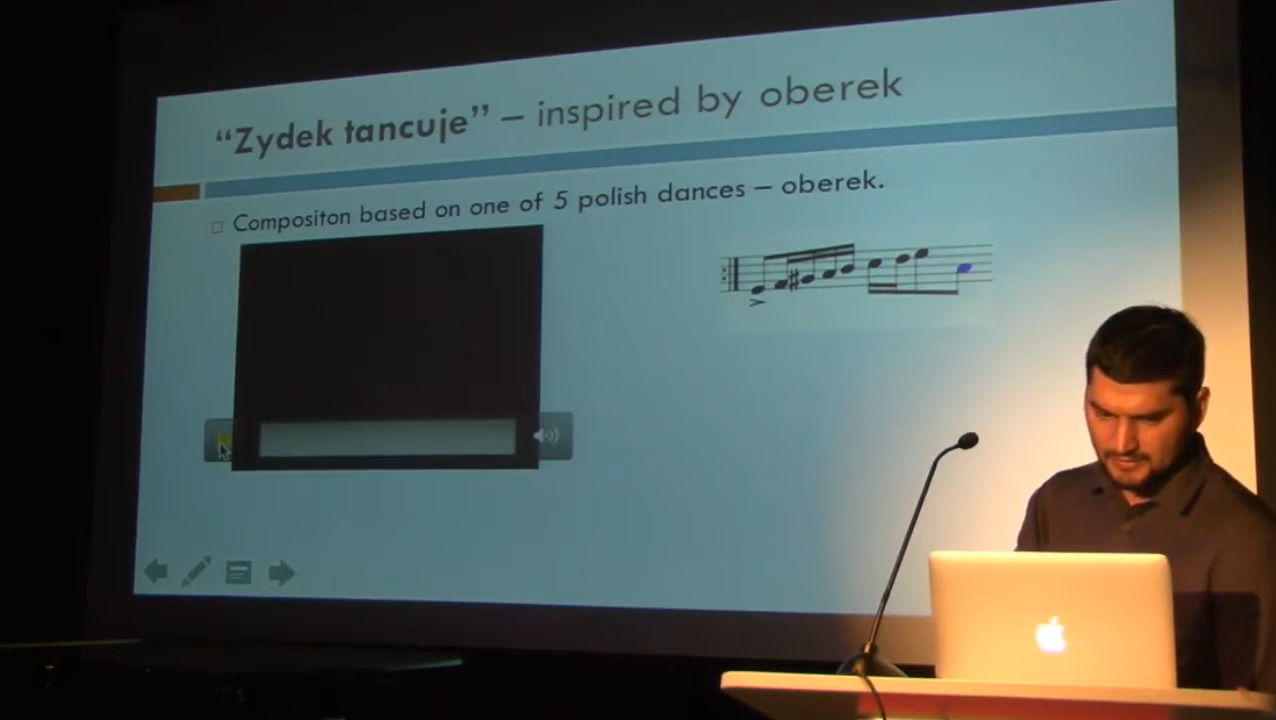 “Zydek tancuje” – inspired by oberek
Compositon based on one of 5 polish dances – oberek.